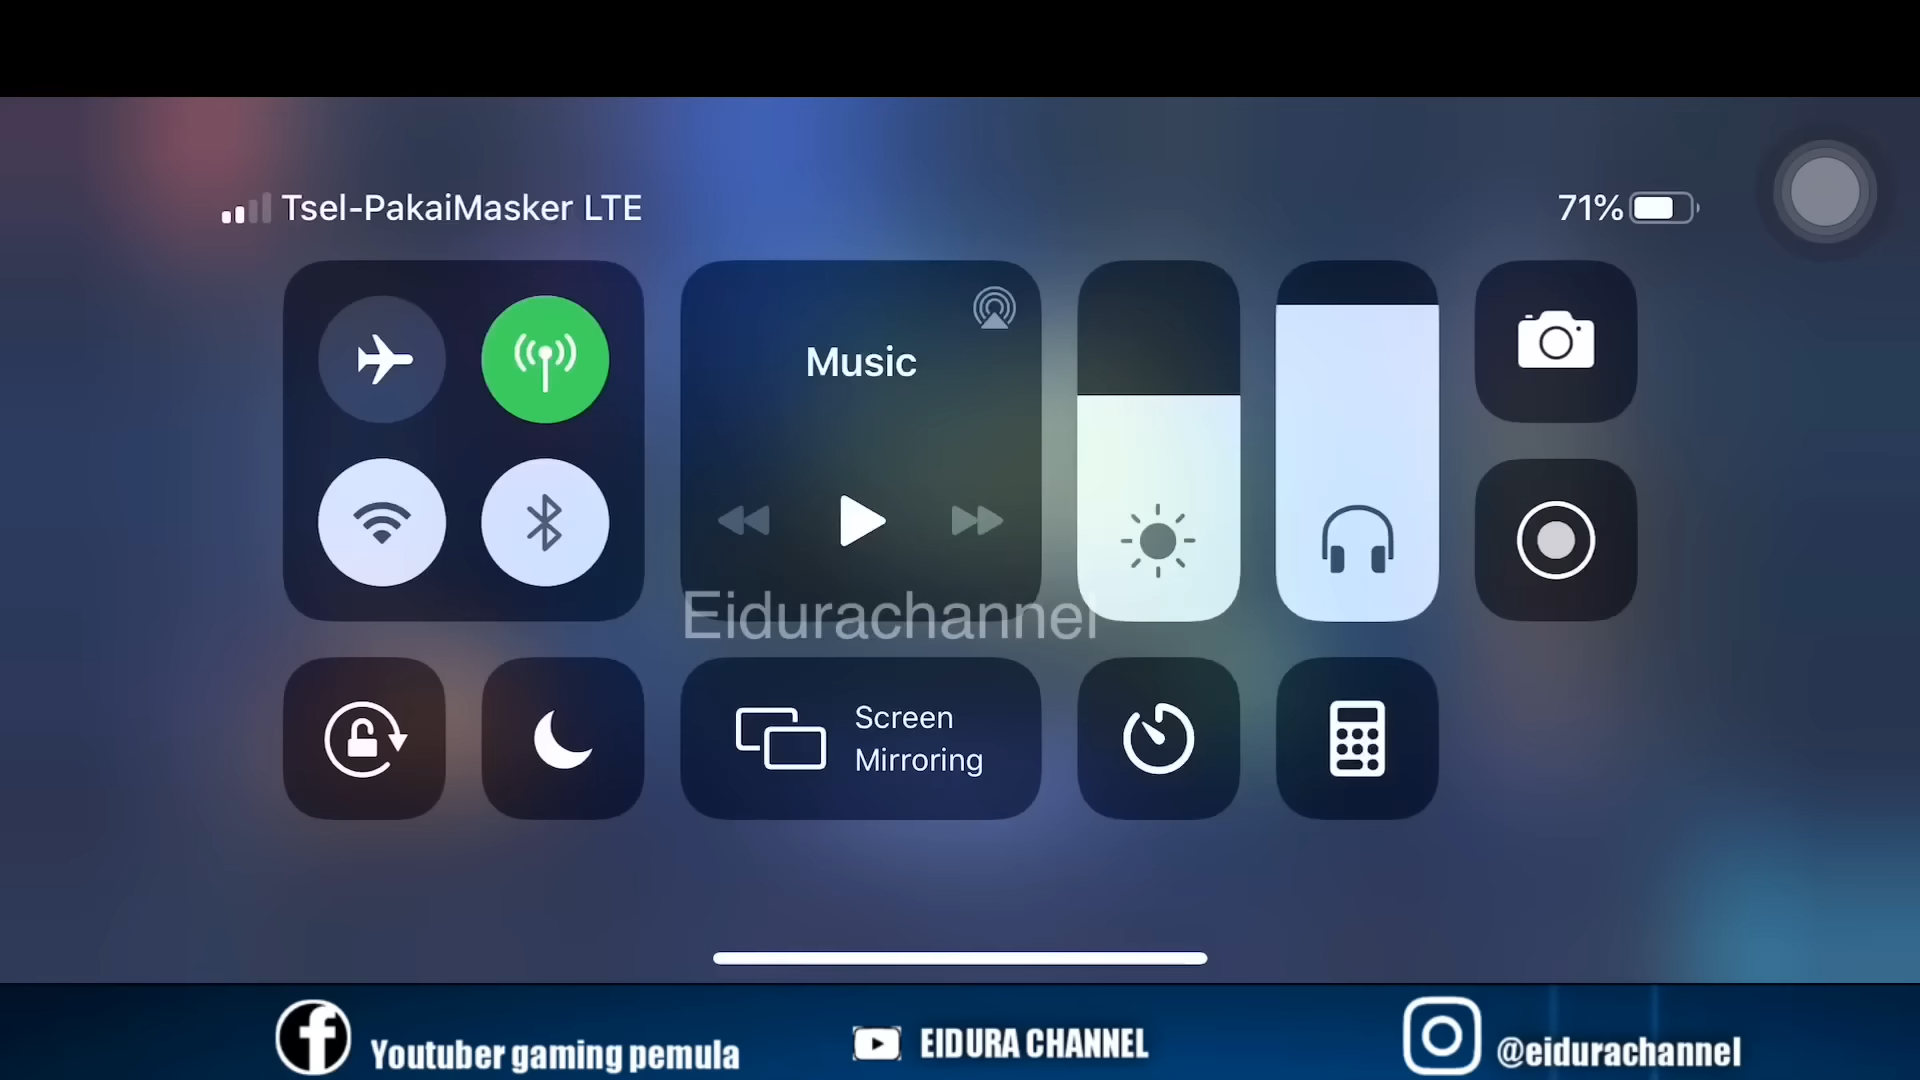 Tsel-PakaiMasker LTE
71%
Music
Eidurachannel
Screen
Mirroring
Youtuber gaming pemula
EIDURA CHANNEL
@eidurachannel